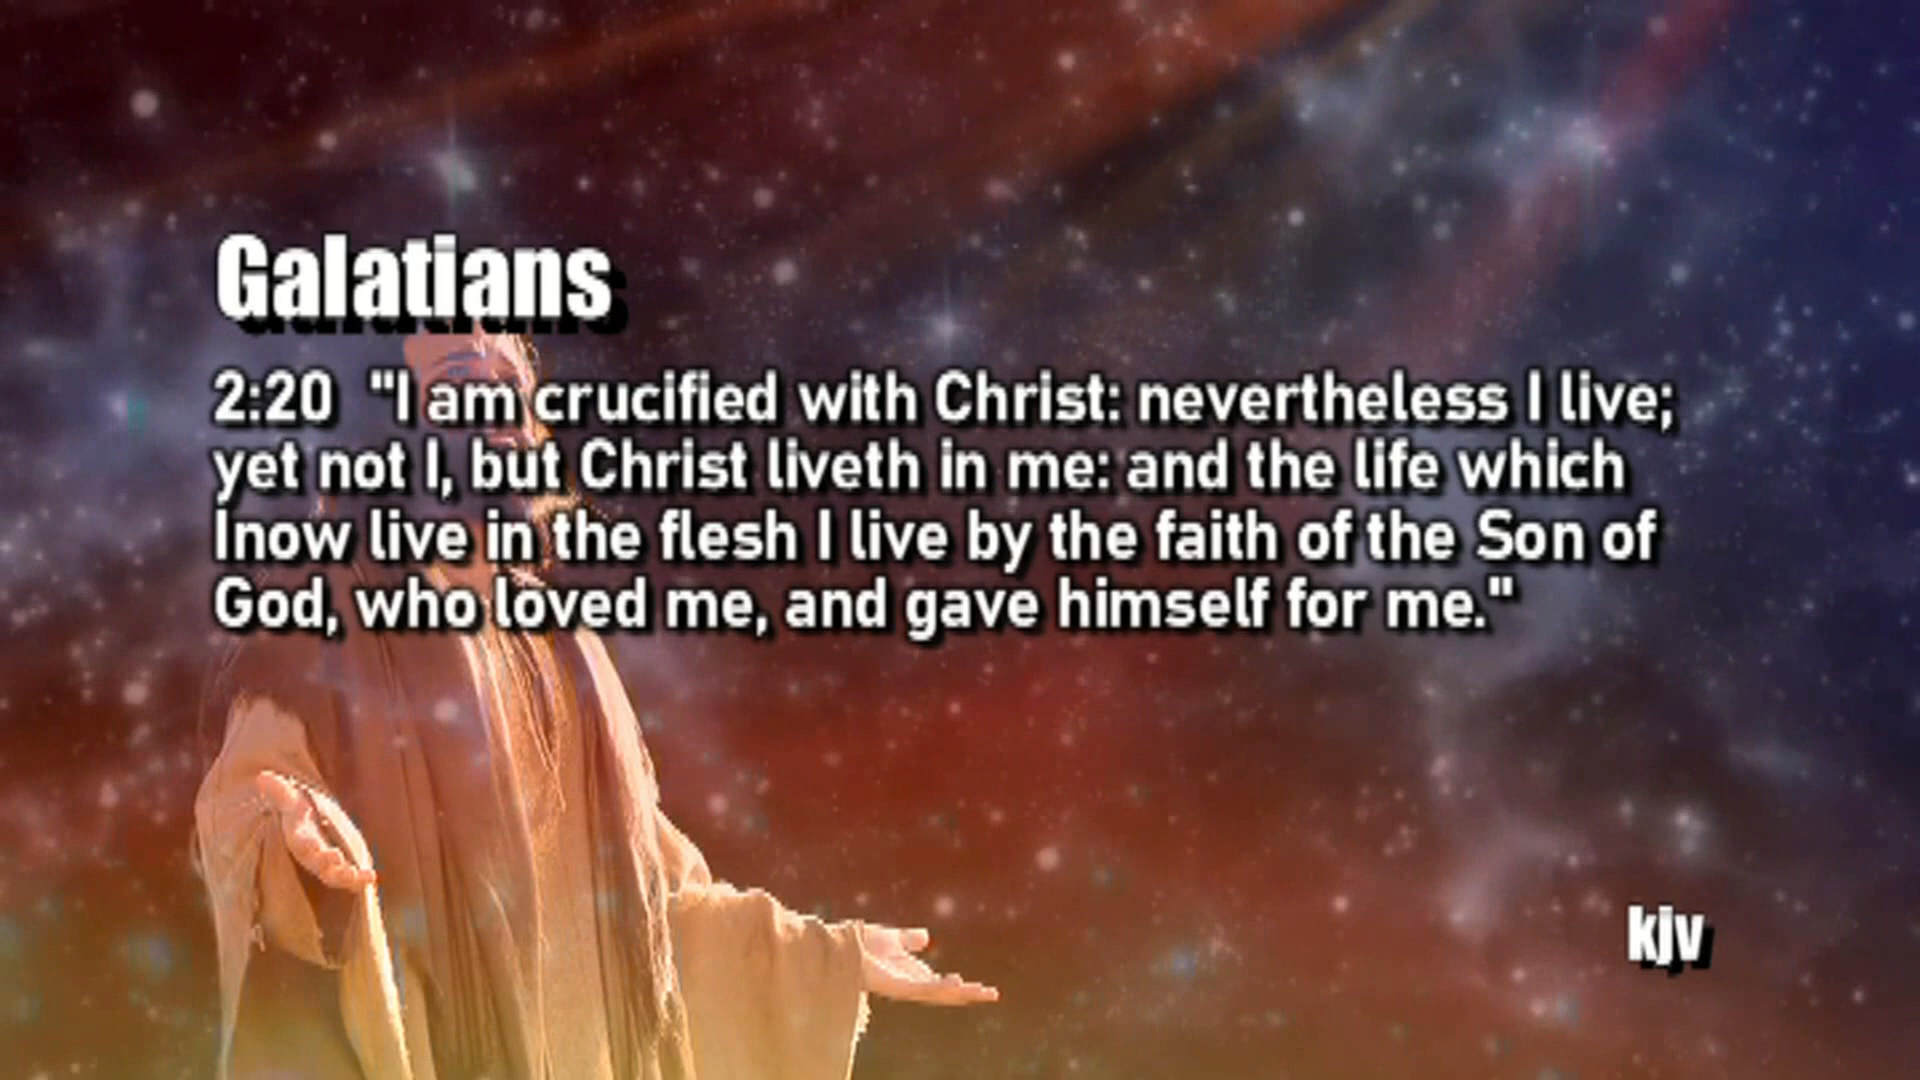 Galatians
2:20 "I am crucified with Christ: nevertheless I live;
yet not I, but Christ liveth in me: and the life which
Inow live in the flesh I live by the faith of the Son of
God, who loved me, and gave himself for me."
kjv